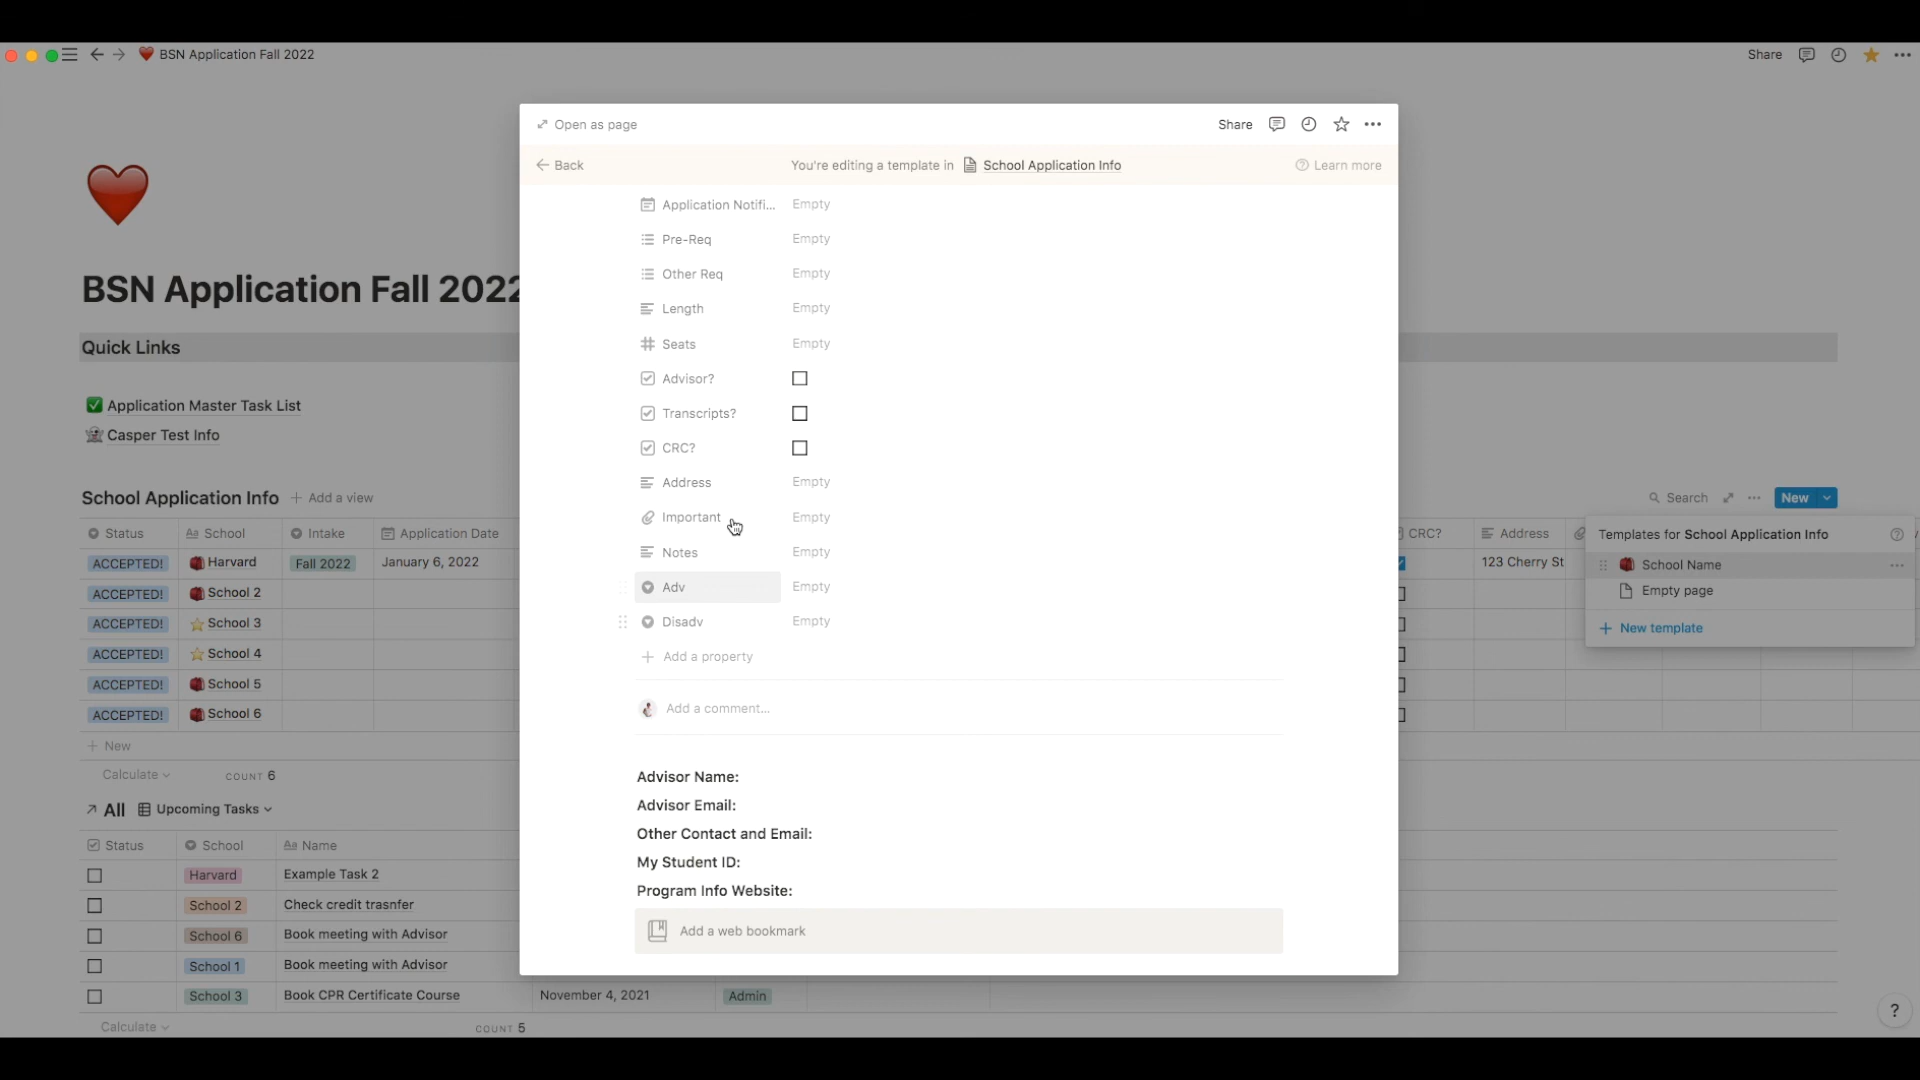 BSN Application Fall 2022
Share
Open as page
Share
Back
You're editing a template in School Application Info
Learn more
Application Notifi... Empty
Pre-Req Empty
Other Req Empty
Length Empty
Seats Empty
Advisor?
Transcripts?
CRC?
Address Empty
Important Empty
Notes Empty
Adv Empty
Disadv Empty
+ Add a property
Add a comment...
Advisor Name:
Advisor Email:
Other Contact and Email:
My Student ID:
Program Info Website:
Add a web bookmark
BSN Application Fall 2022
Quick Links
Application Master Task List
Casper Test Info
School Application Info + Add a view
Search ... New
Status Aa School Intake Application Date
CRC? Address
ACCEPTED! Harvard Fall 2022 January 6, 2022
123 Cherry St
ACCEPTED! School 2
ACCEPTED! School 3
ACCEPTED! School 4
ACCEPTED! School 5
ACCEPTED! School 6
+ New
Calculate COUNT 6
Templates for School Application Info
School Name
Empty page
+ New template
All Upcoming Tasks
Status School Aa Name
Harvard Example Task 2
School 2 Check credit trasnfer
School 6 Book meeting with Advisor
School 1 Book meeting with Advisor
School 3 Book CPR Certificate Course November 4, 2021 Admin
Calculate COUNT 5
?